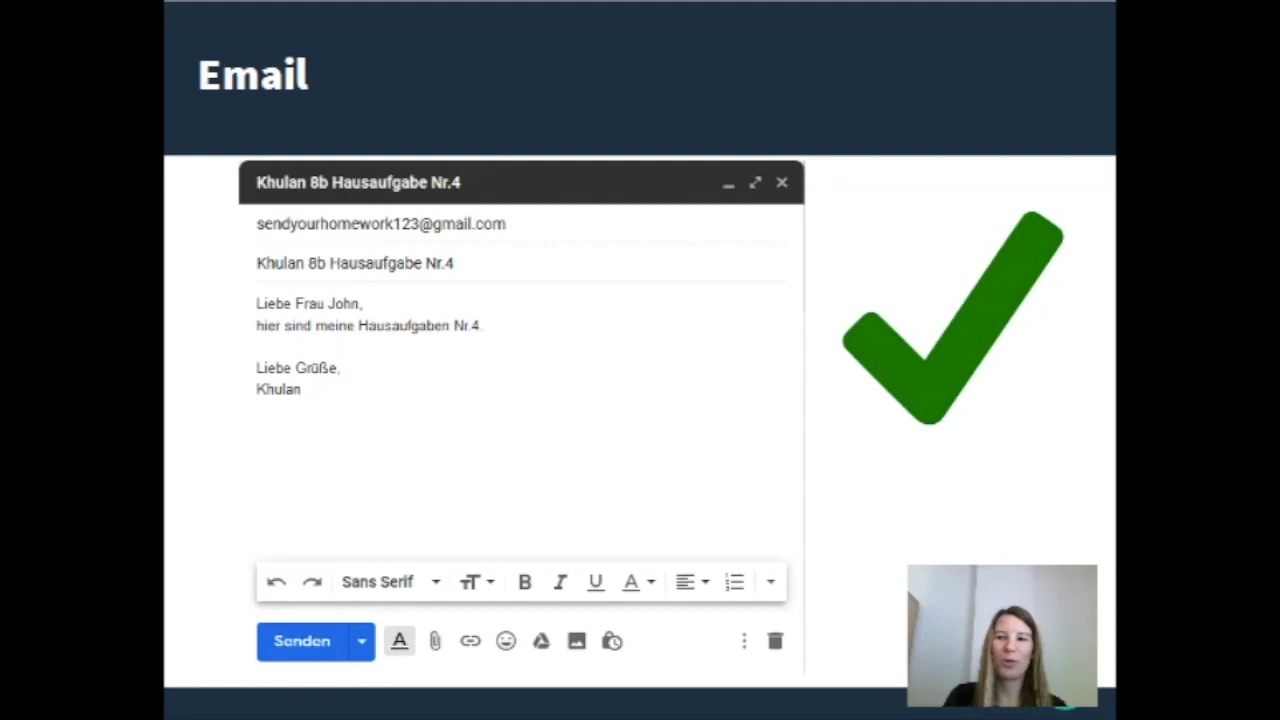 Email
Khulan 8b Hausaufgabe Nr.4
sendyourhomework123@gmail.com
Khulan 8b Hausaufgabe Nr.4
Liebe Frau John,
hier sind meine Hausaufgaben Nr.4.
Liebe Grüße,
Khulan
Sans Serif
Senden